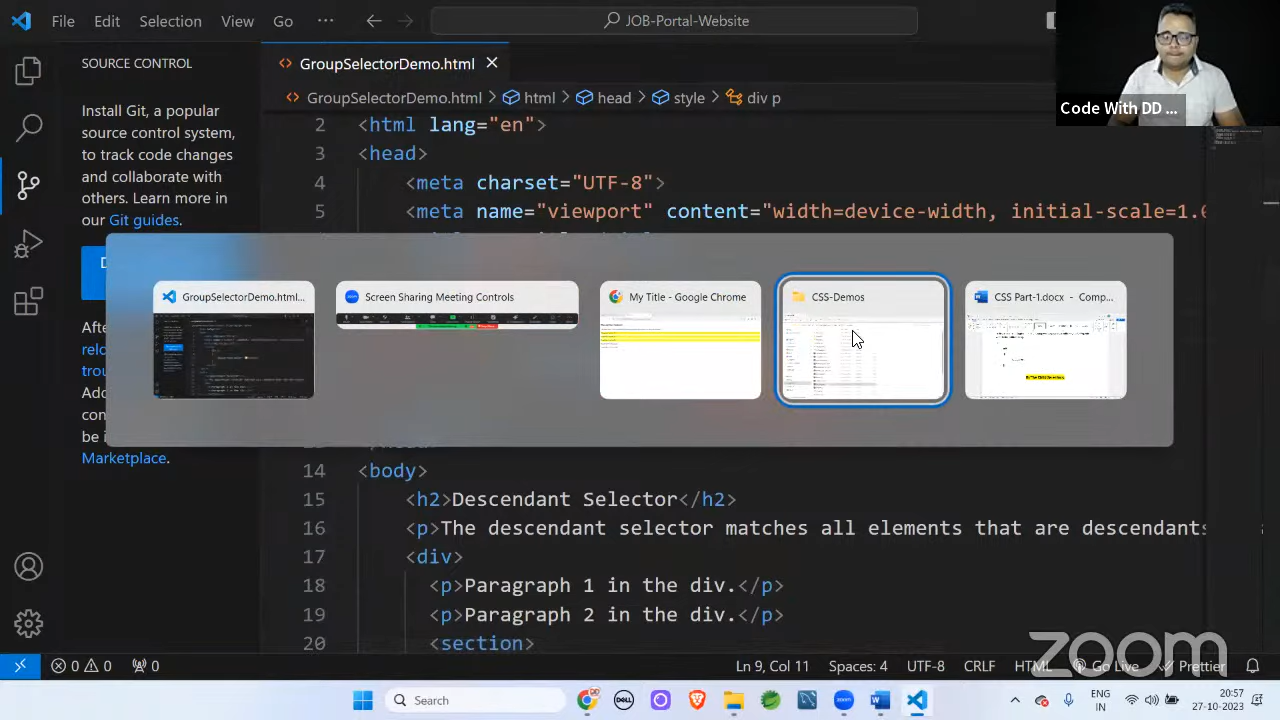 File Edit Selection View Go ··· JOB-Portal-Website
SOURCE CONTROL
Install Git, a popular
source control system,
to track code changes
and collaborate with
others. Learn more in
our Git guides.
GroupSelectorDemo.html
GroupSelectorDemo.html > html > head > style > div p
2 <html lang="en">
3 <head>
4 <meta charset="UTF-8">
5 <meta name="viewport" content="width=device-width, initial-scale=1.0
Code With DD ...
GroupSelectorDemo.html...
Screen Sharing Meeting Controls
My Title - Google Chrome
CSS-Demos
CSS Part-1.docx - Comp...
Marketplace.
14 <body>
15 <h2>Descendant Selector</h2>
16 <p>The descendant selector matches all elements that are descendants
17 <div>
18 <p>Paragraph 1 in the div.</p>
19 <p>Paragraph 2 in the div.</p>
20 <section>
zoom
0 0 0 Ln 9, Col 11 Spaces: 4 UTF-8 CRLF HTML Go Live Prettier
Search
DELL
zoom
ENG
IN
20:57
27-10-2023